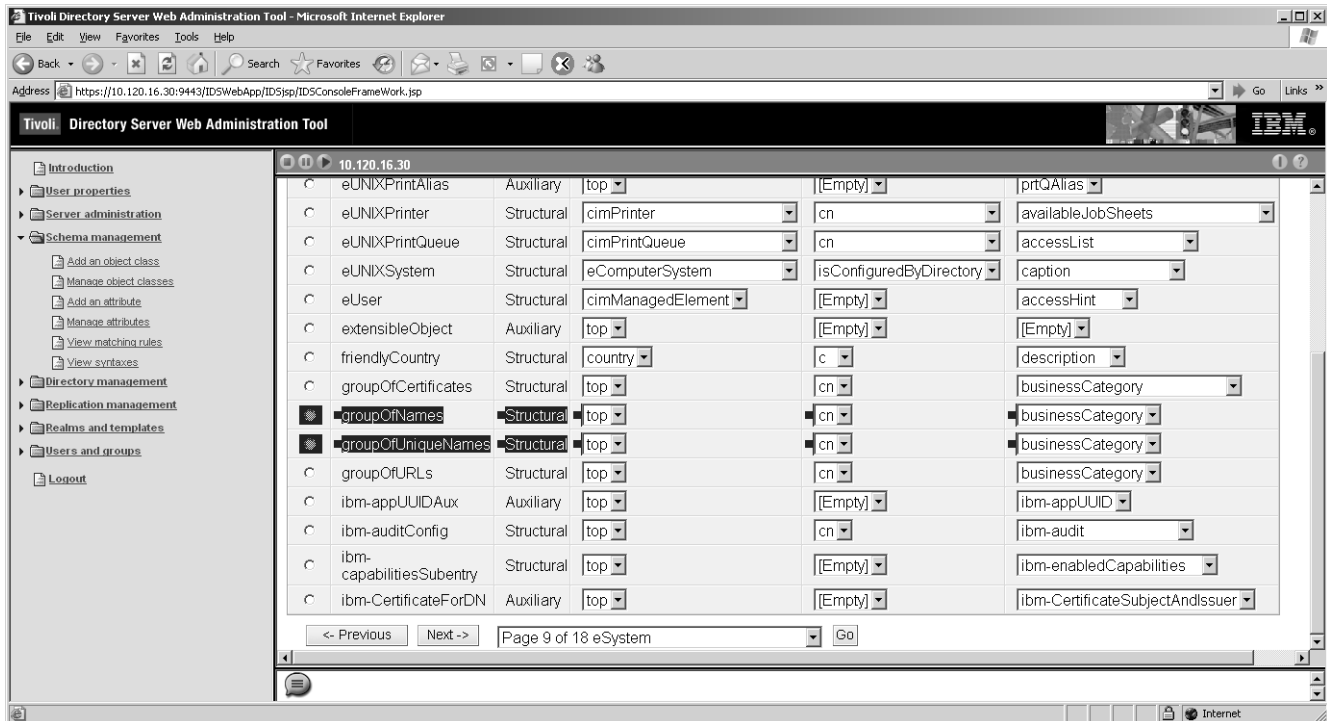 Tivoli Directory Server Web Administration Tool - Microsoft Internet Explorer
File Edit View Favorites Tools Help
Back Search Favorites
Address https://10.120.16.30:9443/IDSWebApp/IDSjsp/IDSConsoleFrameWork.jsp Go Links »
Tivoli. Directory Server Web Administration Tool IBM®
Introduction
User properties
Server administration
Schema management
Add an object class
Manage object classes
Add an attribute
Manage attributes
View matching rules
View syntaxes
Directory management
Replication management
Realms and templates
Users and groups
Logout
10.120.16.30
eUNIXPrintAlias Auxiliary top [Empty] prtQAlias
eUNIXPrinter Structural cimPrinter cn availableJobSheets
eUNIXPrintQueue Structural cimPrintQueue cn accessList
eUNIXSystem Structural eComputerSystem isConfiguredByDirectory caption
eUser Structural cimManagedElement [Empty] accessHint
extensibleObject Auxiliary top [Empty] [Empty]
friendlyCountry Structural country c description
groupOfCertificates Structural top cn businessCategory
groupOfNames Structural top cn businessCategory
groupOfUniqueNames Structural top cn businessCategory
groupOfURLs Structural top cn businessCategory
ibm-appUUIDAux Auxiliary top [Empty] ibm-appUUID
ibm-auditConfig Structural top cn ibm-audit
ibm-
capabilitiesSubentry Structural top [Empty] ibm-enabledCapabilities
ibm-CertificateForDN Auxiliary top [Empty] ibm-CertificateSubjectAndIssuer
<- Previous Next -> Page 9 of 18 eSystem Go
Internet